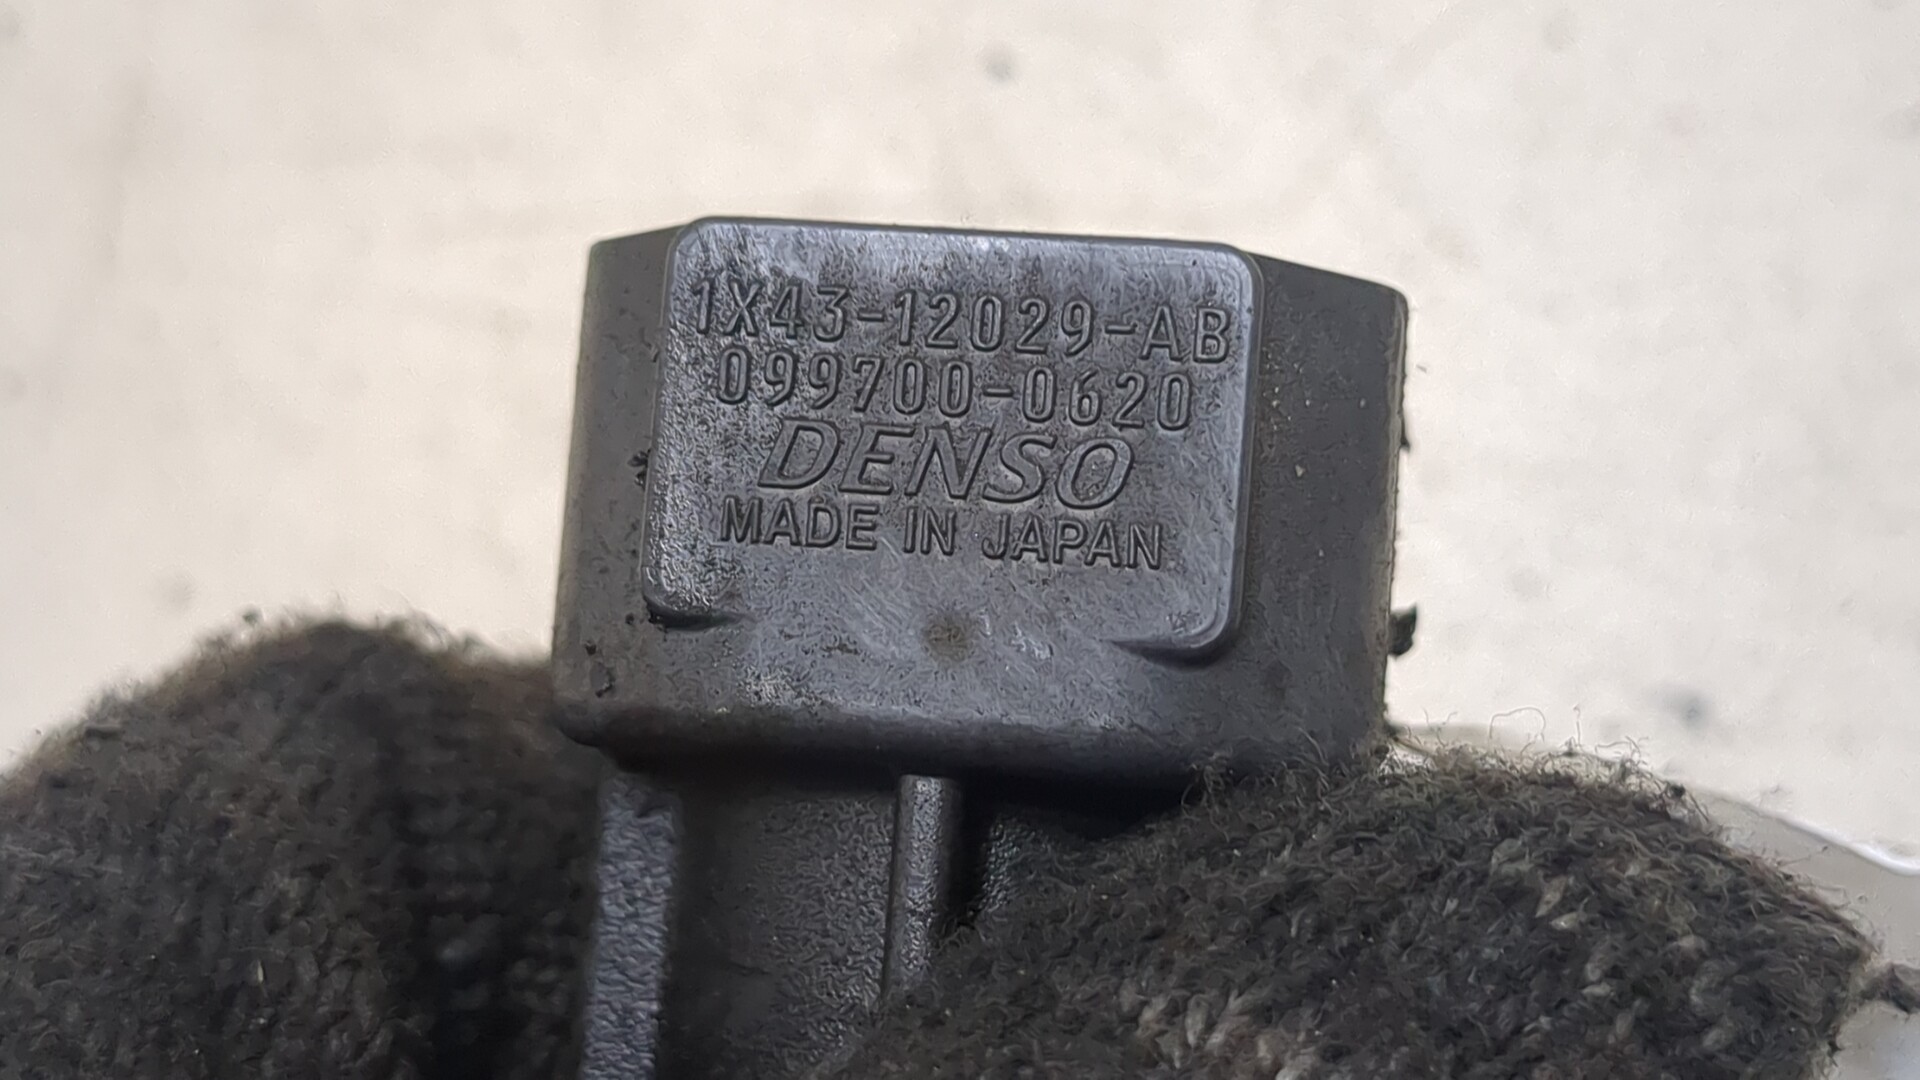 1X43-12029-AB
099700-0620
DENSO
MADE IN JAPAN